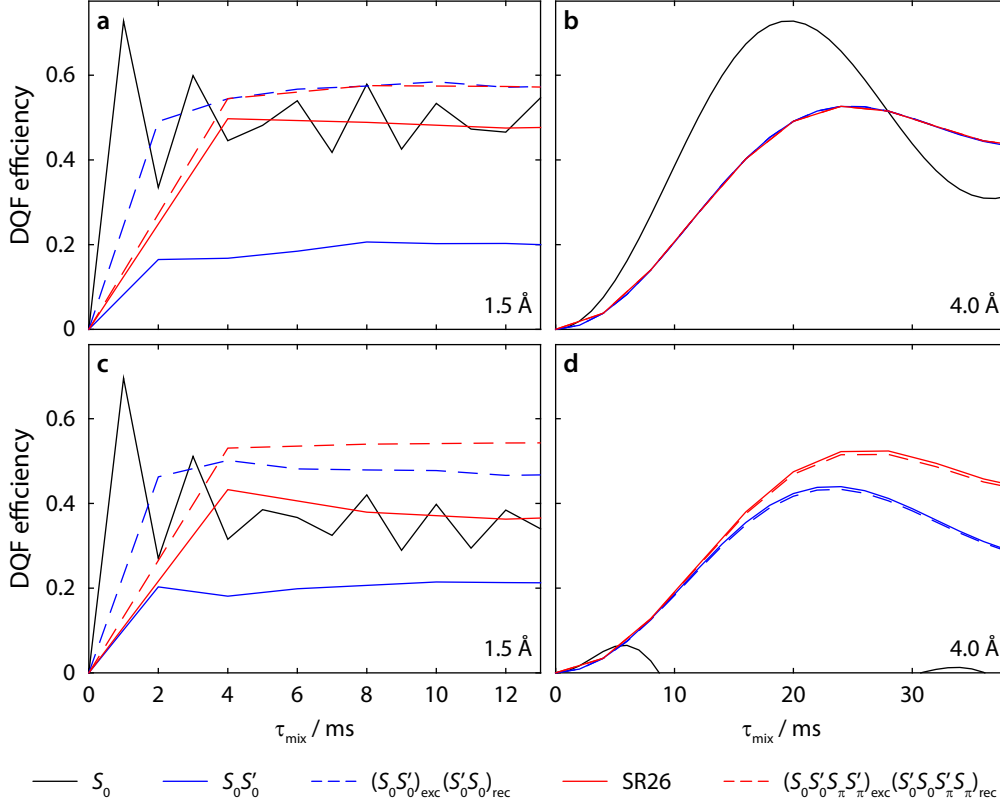 a
b
DQF efficiency
0.6
0.4
0.2
0
1.5 Å
4.0 Å
c
d
DQF efficiency
0.6
0.4
0.2
0
1.5 Å
4.0 Å
0 2 4 6 8 10 12
0 10 20 30
τmix / ms
τmix / ms
S₀ S₀S′₀ (S₀S′₀)exc(S′₀S₀)rec SR26 (S₀S′₀SπS′π)exc(S′₀S₀S′πSπ)rec